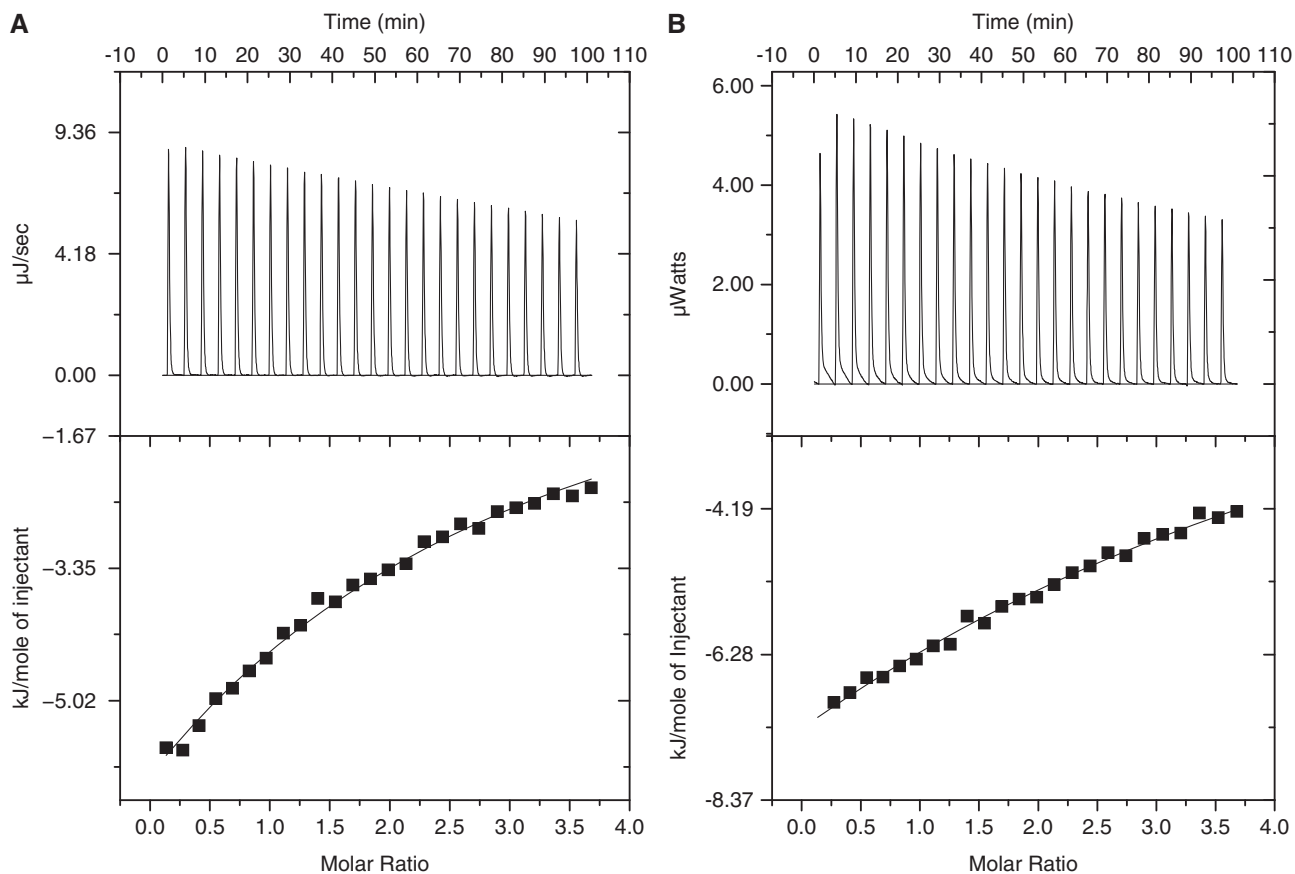 A
Time (min)
-10 0 10 20 30 40 50 60 70 80 90 100 110
9.36
4.18
0.00
−1.67
µJ/sec
−3.35
−5.02
kJ/mole of injectant
0.0 0.5 1.0 1.5 2.0 2.5 3.0 3.5 4.0
Molar Ratio
B
Time (min)
-10 0 10 20 30 40 50 60 70 80 90 100 110
6.00
4.00
2.00
0.00
µWatts
-4.19
-6.28
-8.37
kJ/mole of Injectant
0.0 0.5 1.0 1.5 2.0 2.5 3.0 3.5 4.0
Molar Ratio